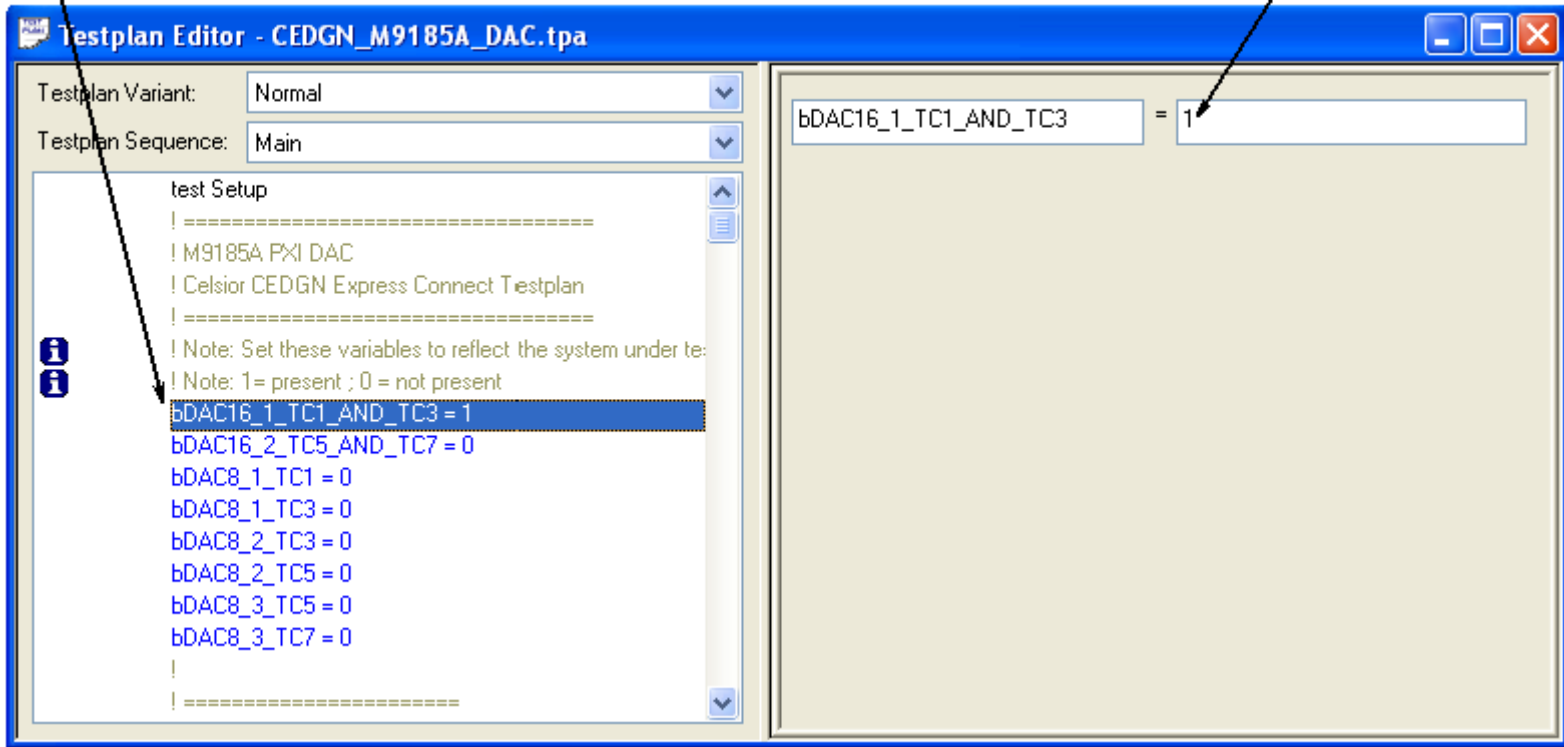 Testplan Editor - CEDGN_M9185A_DAC.tpa
Testplan Variant: Normal
Testplan Sequence: Main
test Setup
! ==================================
! M9185A PXI DAC
! Celsior CEDGN Express Connect Testplan
! ==================================
! Note: Set these variables to reflect the system under te
! Note: 1= present ; 0 = not present
bDAC16_1_TC1_AND_TC3 = 1
bDAC16_2_TC5_AND_TC7 = 0
bDAC8_1_TC1 = 0
bDAC8_1_TC3 = 0
bDAC8_2_TC3 = 0
bDAC8_2_TC5 = 0
bDAC8_3_TC5 = 0
bDAC8_3_TC7 = 0
!
! =======================
bDAC16_1_TC1_AND_TC3 = 1